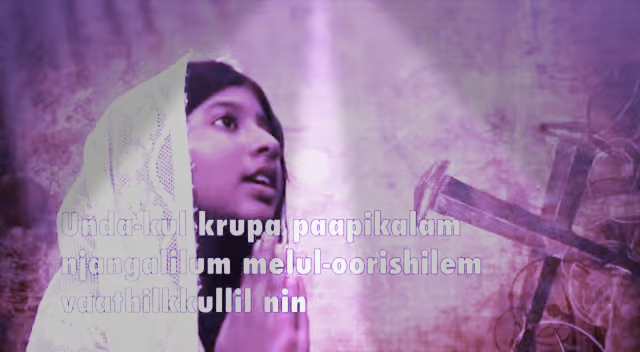 Unda-kul krupa paapikalam
njangalilum melul-oorishilem
vaathilkkullil nin